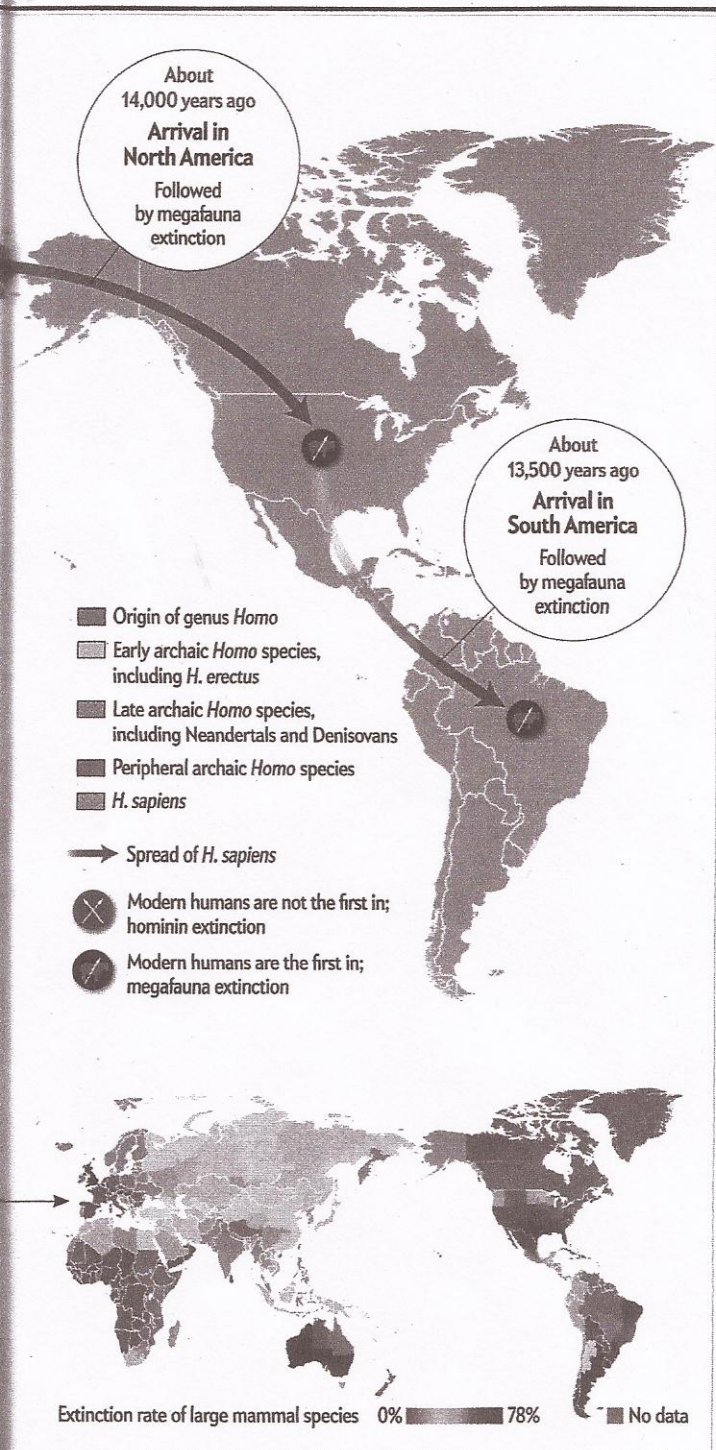 About
14,000 years ago
Arrival in
North America
Followed
by megafauna
extinction
About
13,500 years ago
Arrival in
South America
Followed
by megafauna
extinction
Origin of genus Homo
Early archaic Homo species,
including H. erectus
Late archaic Homo species,
including Neandertals and Denisovans
Peripheral archaic Homo species
H. sapiens
Spread of H. sapiens
Modern humans are not the first in;
hominin extinction
Modern humans are the first in;
megafauna extinction
Extinction rate of large mammal species 0% 78% No data